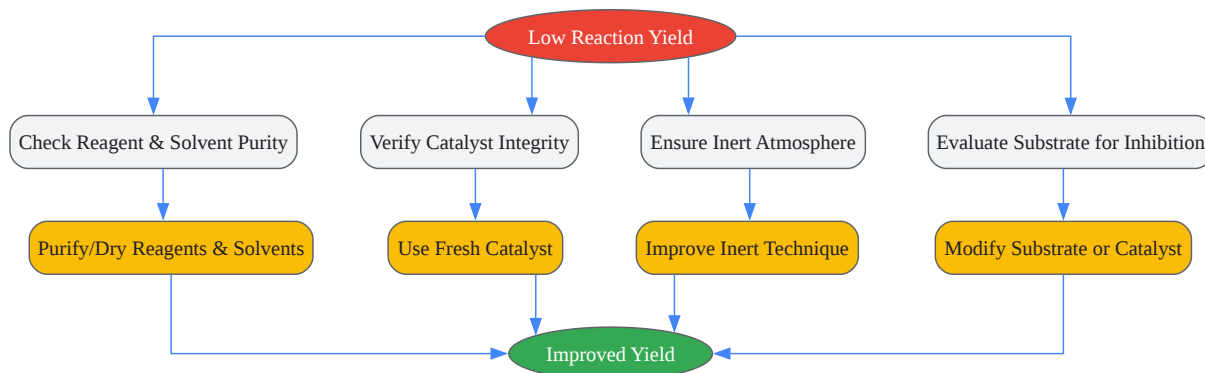 Low Reaction Yield
Check Reagent & Solvent Purity
Verify Catalyst Integrity
Ensure Inert Atmosphere
Evaluate Substrate for Inhibition
Purify/Dry Reagents & Solvents
Use Fresh Catalyst
Improve Inert Technique
Modify Substrate or Catalyst
Improved Yield